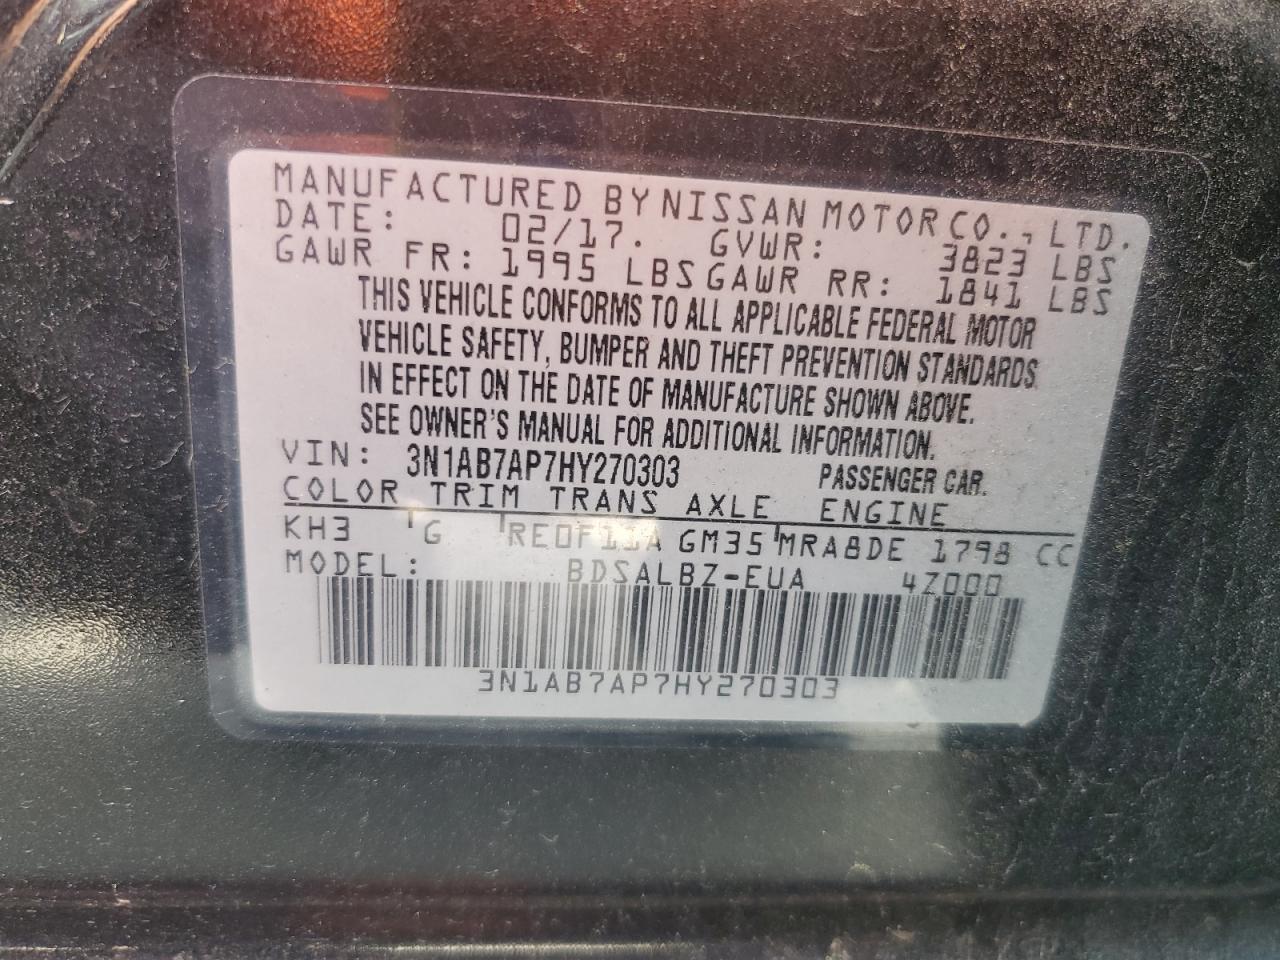 MANUFACTURED BY NISSAN MOTOR CO., LTD.
DATE: 02/17. GVWR: 3823 LBS
GAWR FR: 1995 LBS GAWR RR: 1841 LBS
THIS VEHICLE CONFORMS TO ALL APPLICABLE FEDERAL MOTOR
VEHICLE SAFETY, BUMPER AND THEFT PREVENTION STANDARDS
IN EFFECT ON THE DATE OF MANUFACTURE SHOWN ABOVE.
SEE OWNER'S MANUAL FOR ADDITIONAL INFORMATION.
VIN: 3N1AB7AP7HY270303 PASSENGER CAR.
COLOR TRIM TRANS AXLE ENGINE
KH3 G RE0F11A GM35 MRA8DE 1798 CC
MODEL: BDSALBZ-EUA 4Z000
3N1AB7AP7HY270303